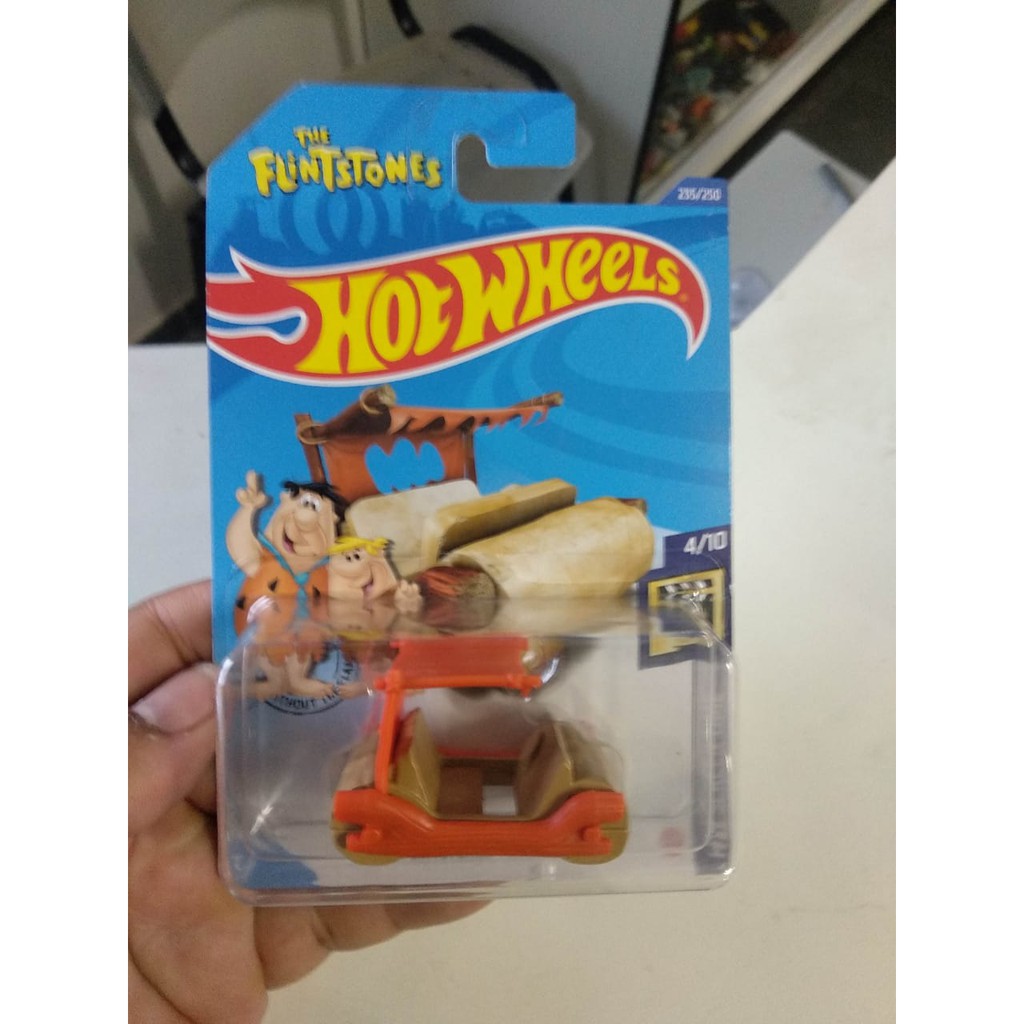 THE
FLINTSTONES
235/250
HOT WHEELS
4/10